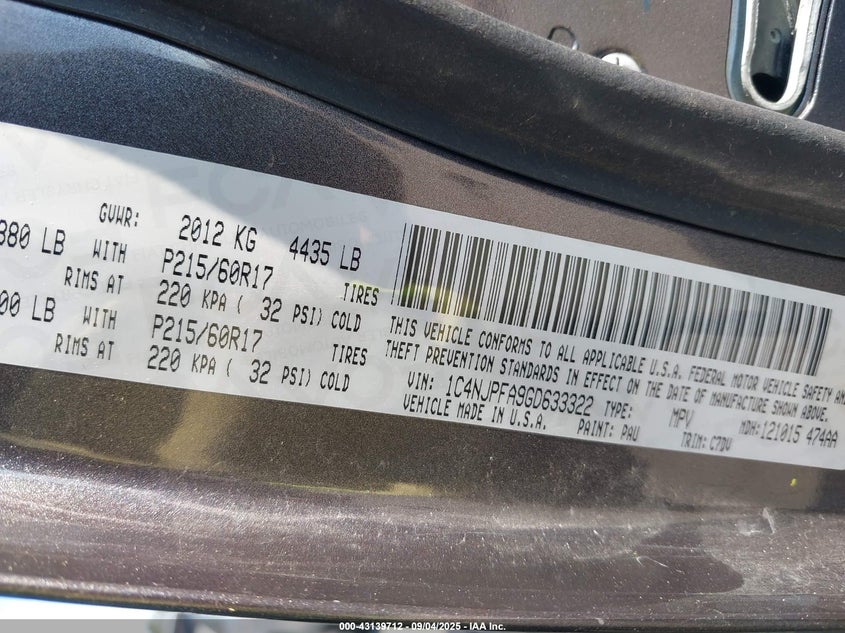 GVWR: 2012 KG 4435 LB
380 LB WITH P215/60R17 TIRES
RIMS AT 220 KPA ( 32 PSI) COLD
00 LB WITH P215/60R17 TIRES
RIMS AT 220 KPA ( 32 PSI) COLD
THIS VEHICLE CONFORMS TO ALL APPLICABLE U.S.A. FEDERAL MOTOR VEHICLE SAFETY AND
THEFT PREVENTION STANDARDS IN EFFECT ON THE DATE OF MANUFACTURE SHOWN ABOVE.
VIN: 1C4NJPFA9GD633322 TYPE: MPV MDH:121015 474AA
VEHICLE MADE IN U.S.A. PAINT: PAU TRIM: C7DV
000-43139712 - 09/04/2025 - IAA Inc.